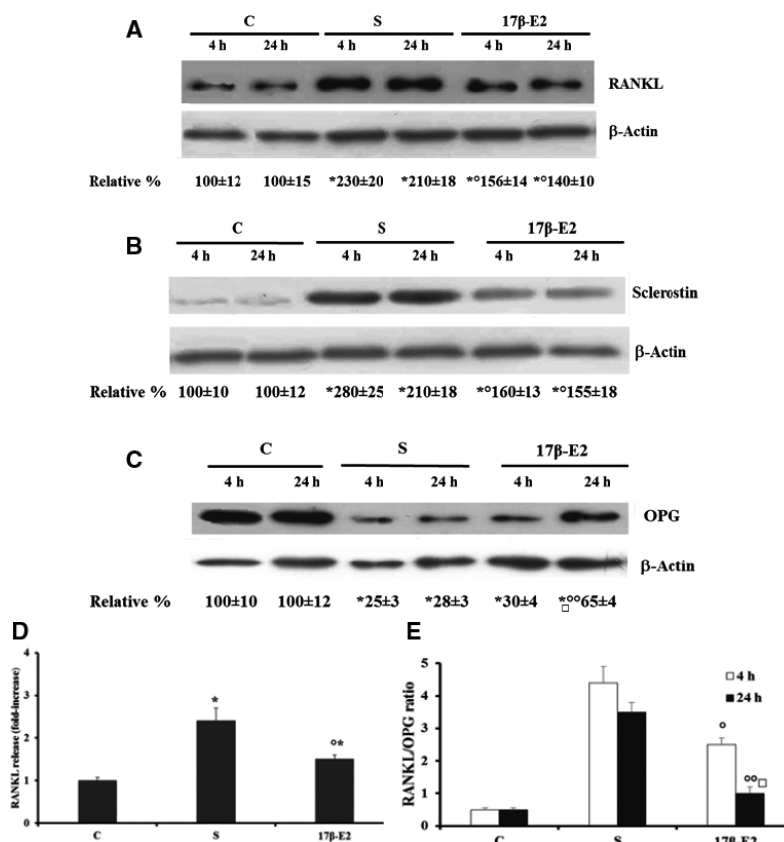 A
C S 17β-E2
4 h 24 h 4 h 24 h 4 h 24 h
RANKL
β-Actin
Relative % 100±12 100±15 *230±20 *210±18 *°156±14 *°140±10
B
C S 17β-E2
4 h 24 h 4 h 24 h 4 h 24 h
Sclerostin
β-Actin
Relative % 100±10 100±12 *280±25 *210±18 *°160±13 *°155±18
C
C S 17β-E2
4 h 24 h 4 h 24 h 4 h 24 h
OPG
β-Actin
Relative % 100±10 100±12 *25±3 *28±3 *30±4 *□°°65±4
D
RANKL release (fold-increase)
4
3
2
1
0
*
°*
C S 17β-E2
E
RANKL/OPG ratio
5
4
3
2
1
0
4 h
24 h
°
°°□
C S 17β-E2